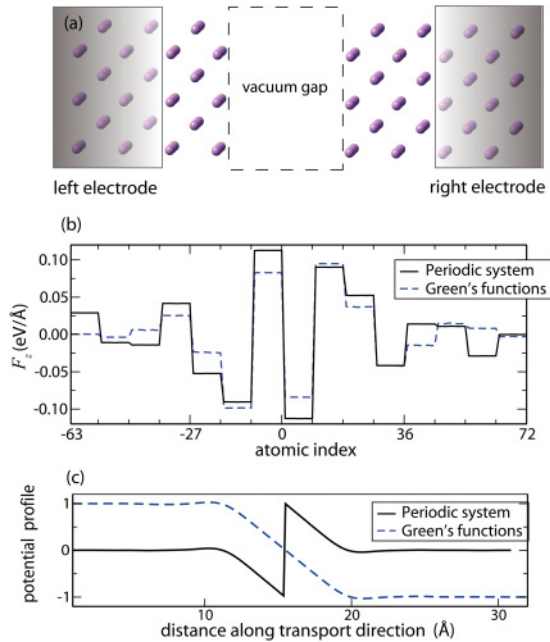 (a)
vacuum gap
left electrode
right electrode
(b)
Periodic system
Green's functions
F_z (eV/Å)
0.10
0.05
0.00
-0.05
-0.10
-63
-27
0
36
72
atomic index
(c)
Periodic system
Green's functions
potential profile
1
0
-1
10
20
30
distance along transport direction (Å)